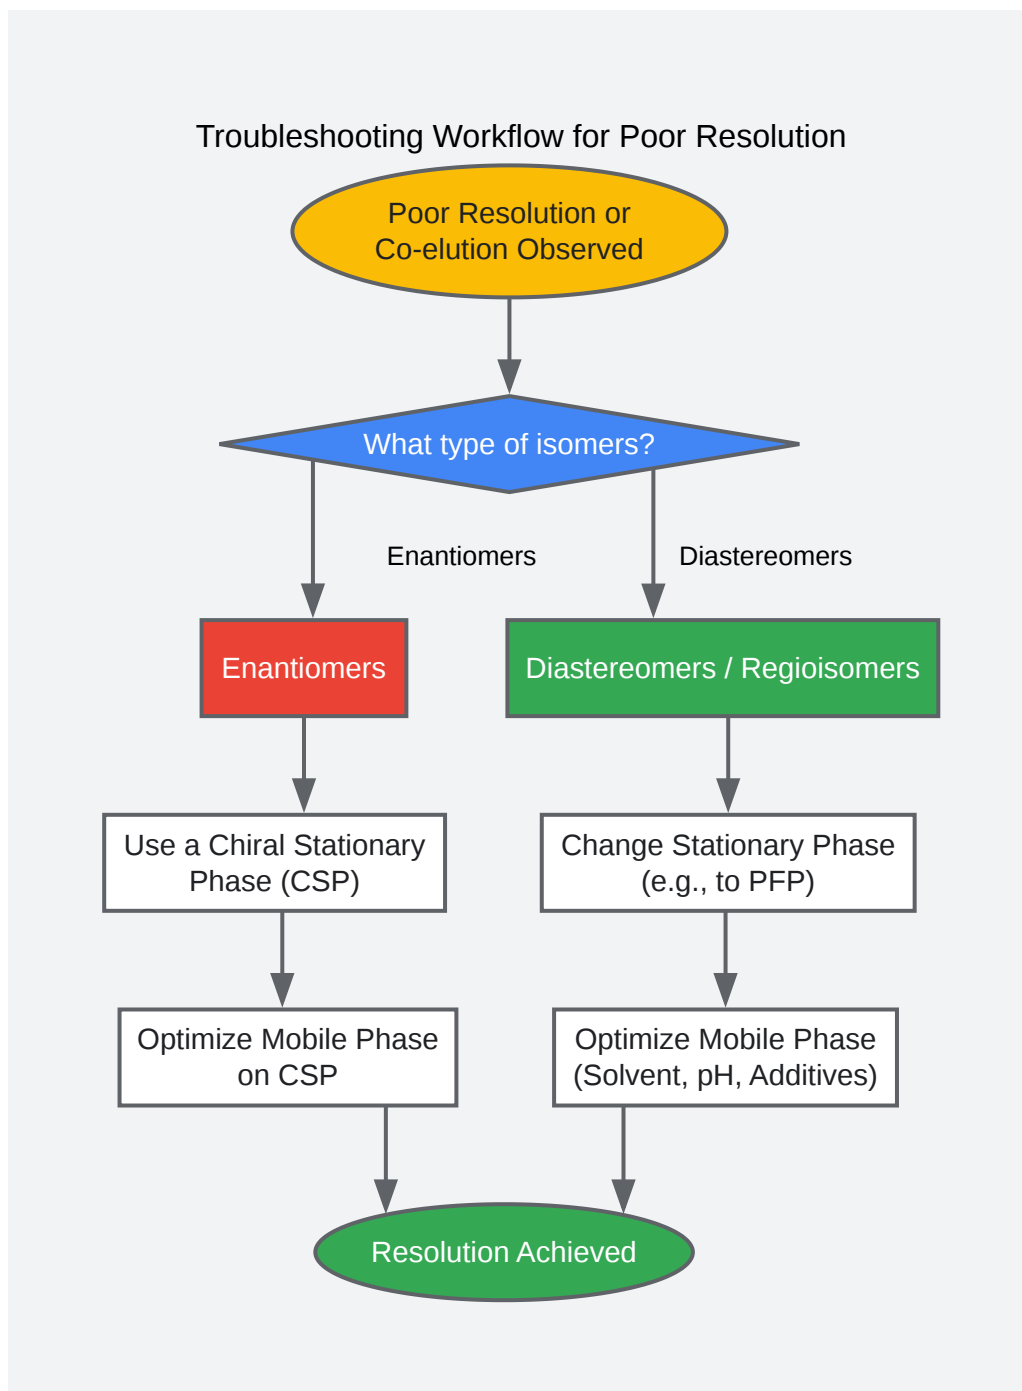 Troubleshooting Workflow for Poor Resolution
Poor Resolution or
Co-elution Observed
What type of isomers?
Enantiomers
Diastereomers
Enantiomers
Diastereomers / Regioisomers
Use a Chiral Stationary
Phase (CSP)
Change Stationary Phase
(e.g., to PFP)
Optimize Mobile Phase
on CSP
Optimize Mobile Phase
(Solvent, pH, Additives)
Resolution Achieved